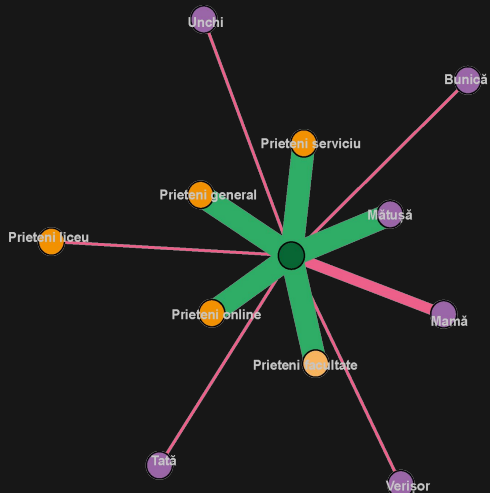 Unchi
Bunică
Prieteni serviciu
Prieteni general
Mătușă
Prieteni liceu
Prieteni online
Mamă
Prieteni facultate
Tată
Verișor